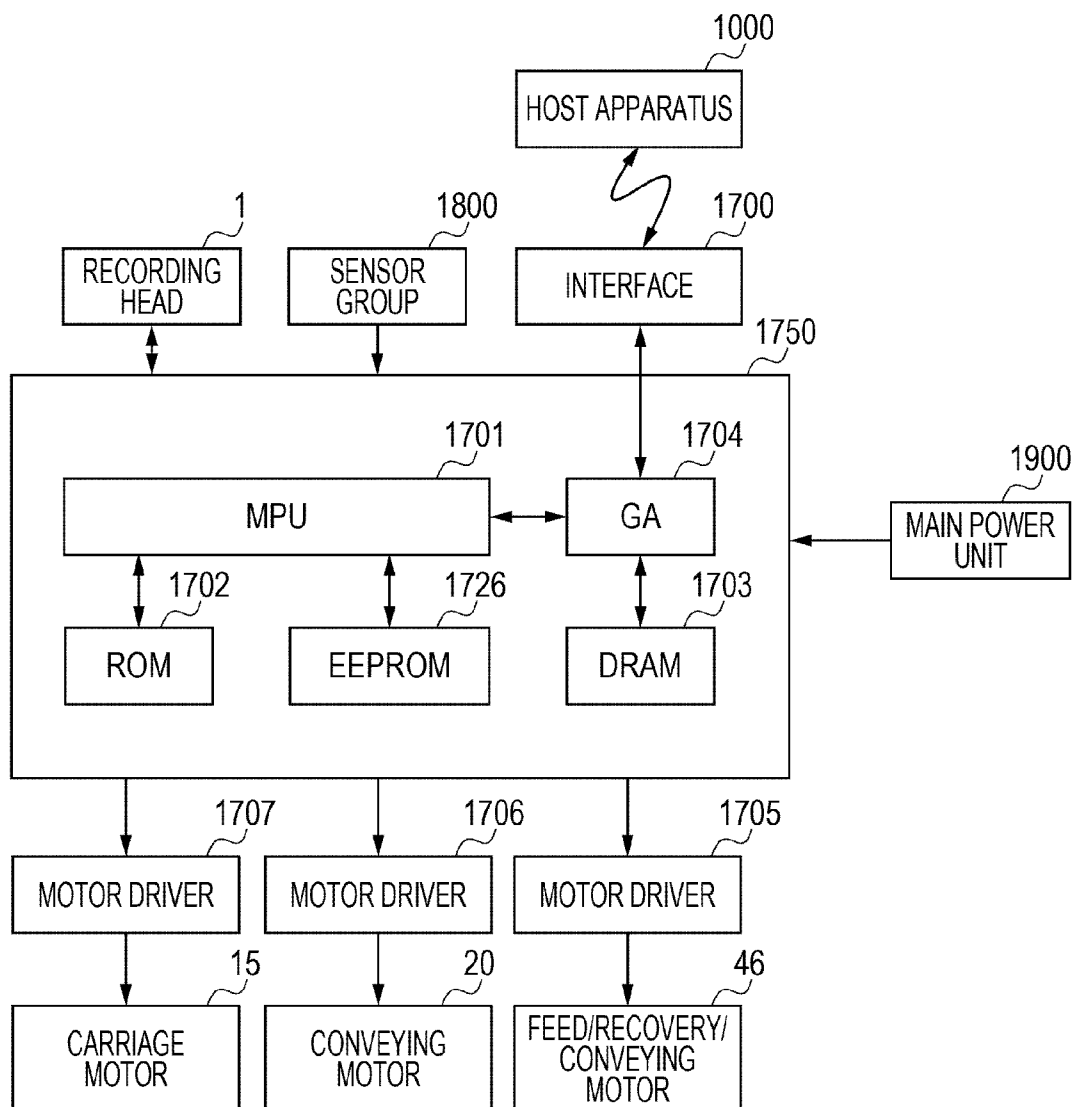 1000
HOST APPARATUS
1
1800
1700
RECORDING
HEAD
SENSOR
GROUP
INTERFACE
1750
1701
1704
MPU
GA
1900
MAIN POWER
UNIT
1702
1726
1703
ROM
EEPROM
DRAM
1707
1706
1705
MOTOR DRIVER
MOTOR DRIVER
MOTOR DRIVER
15
20
46
CARRIAGE
MOTOR
CONVEYING
MOTOR
FEED/RECOVERY/
CONVEYING
MOTOR